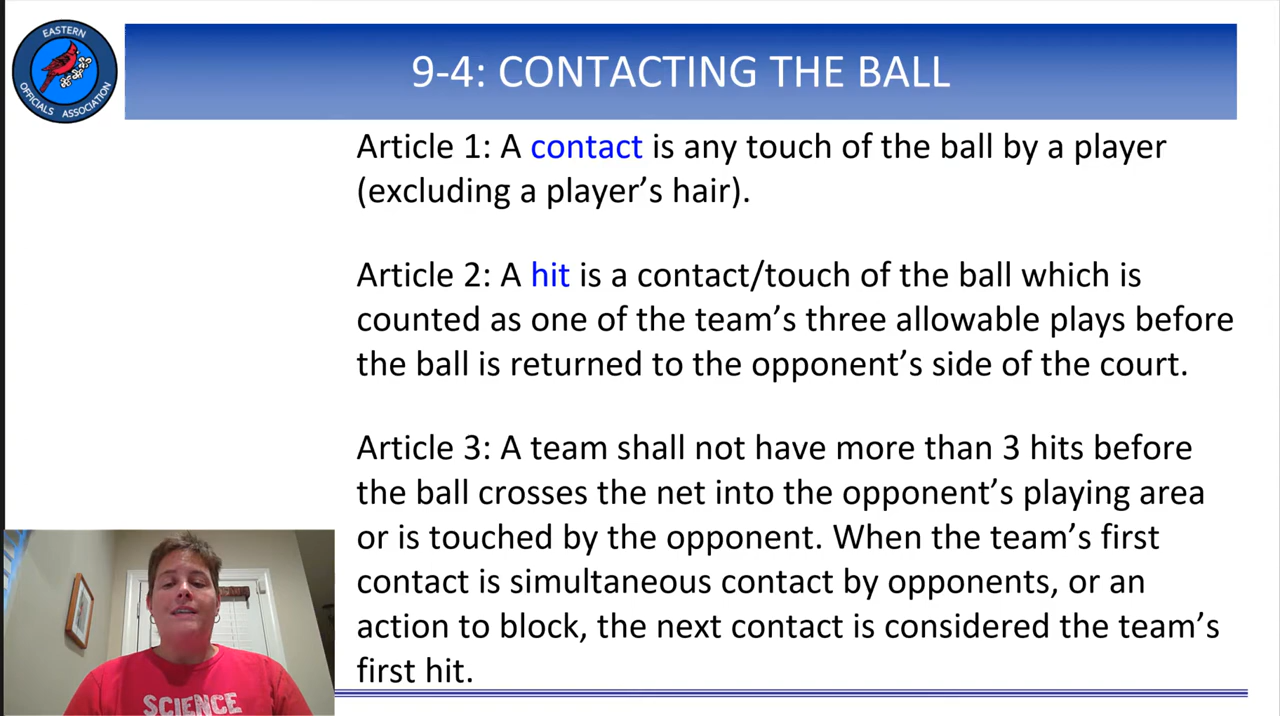 EASTERN
OFFICIALS ASSOCIATION
9-4: CONTACTING THE BALL
Article 1: A contact is any touch of the ball by a player
(excluding a player’s hair).
Article 2: A hit is a contact/touch of the ball which is
counted as one of the team’s three allowable plays before
the ball is returned to the opponent’s side of the court.
Article 3: A team shall not have more than 3 hits before
the ball crosses the net into the opponent’s playing area
or is touched by the opponent. When the team’s first
contact is simultaneous contact by opponents, or an
action to block, the next contact is considered the team’s
first hit.
SCIENCE